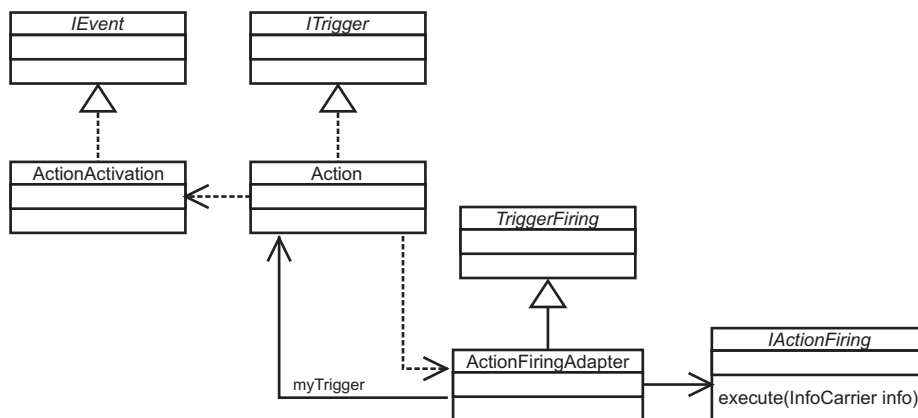 IEvent
ITrigger
ActionActivation
Action
TriggerFiring
ActionFiringAdapter
IActionFiring
execute(InfoCarrier info)
myTrigger